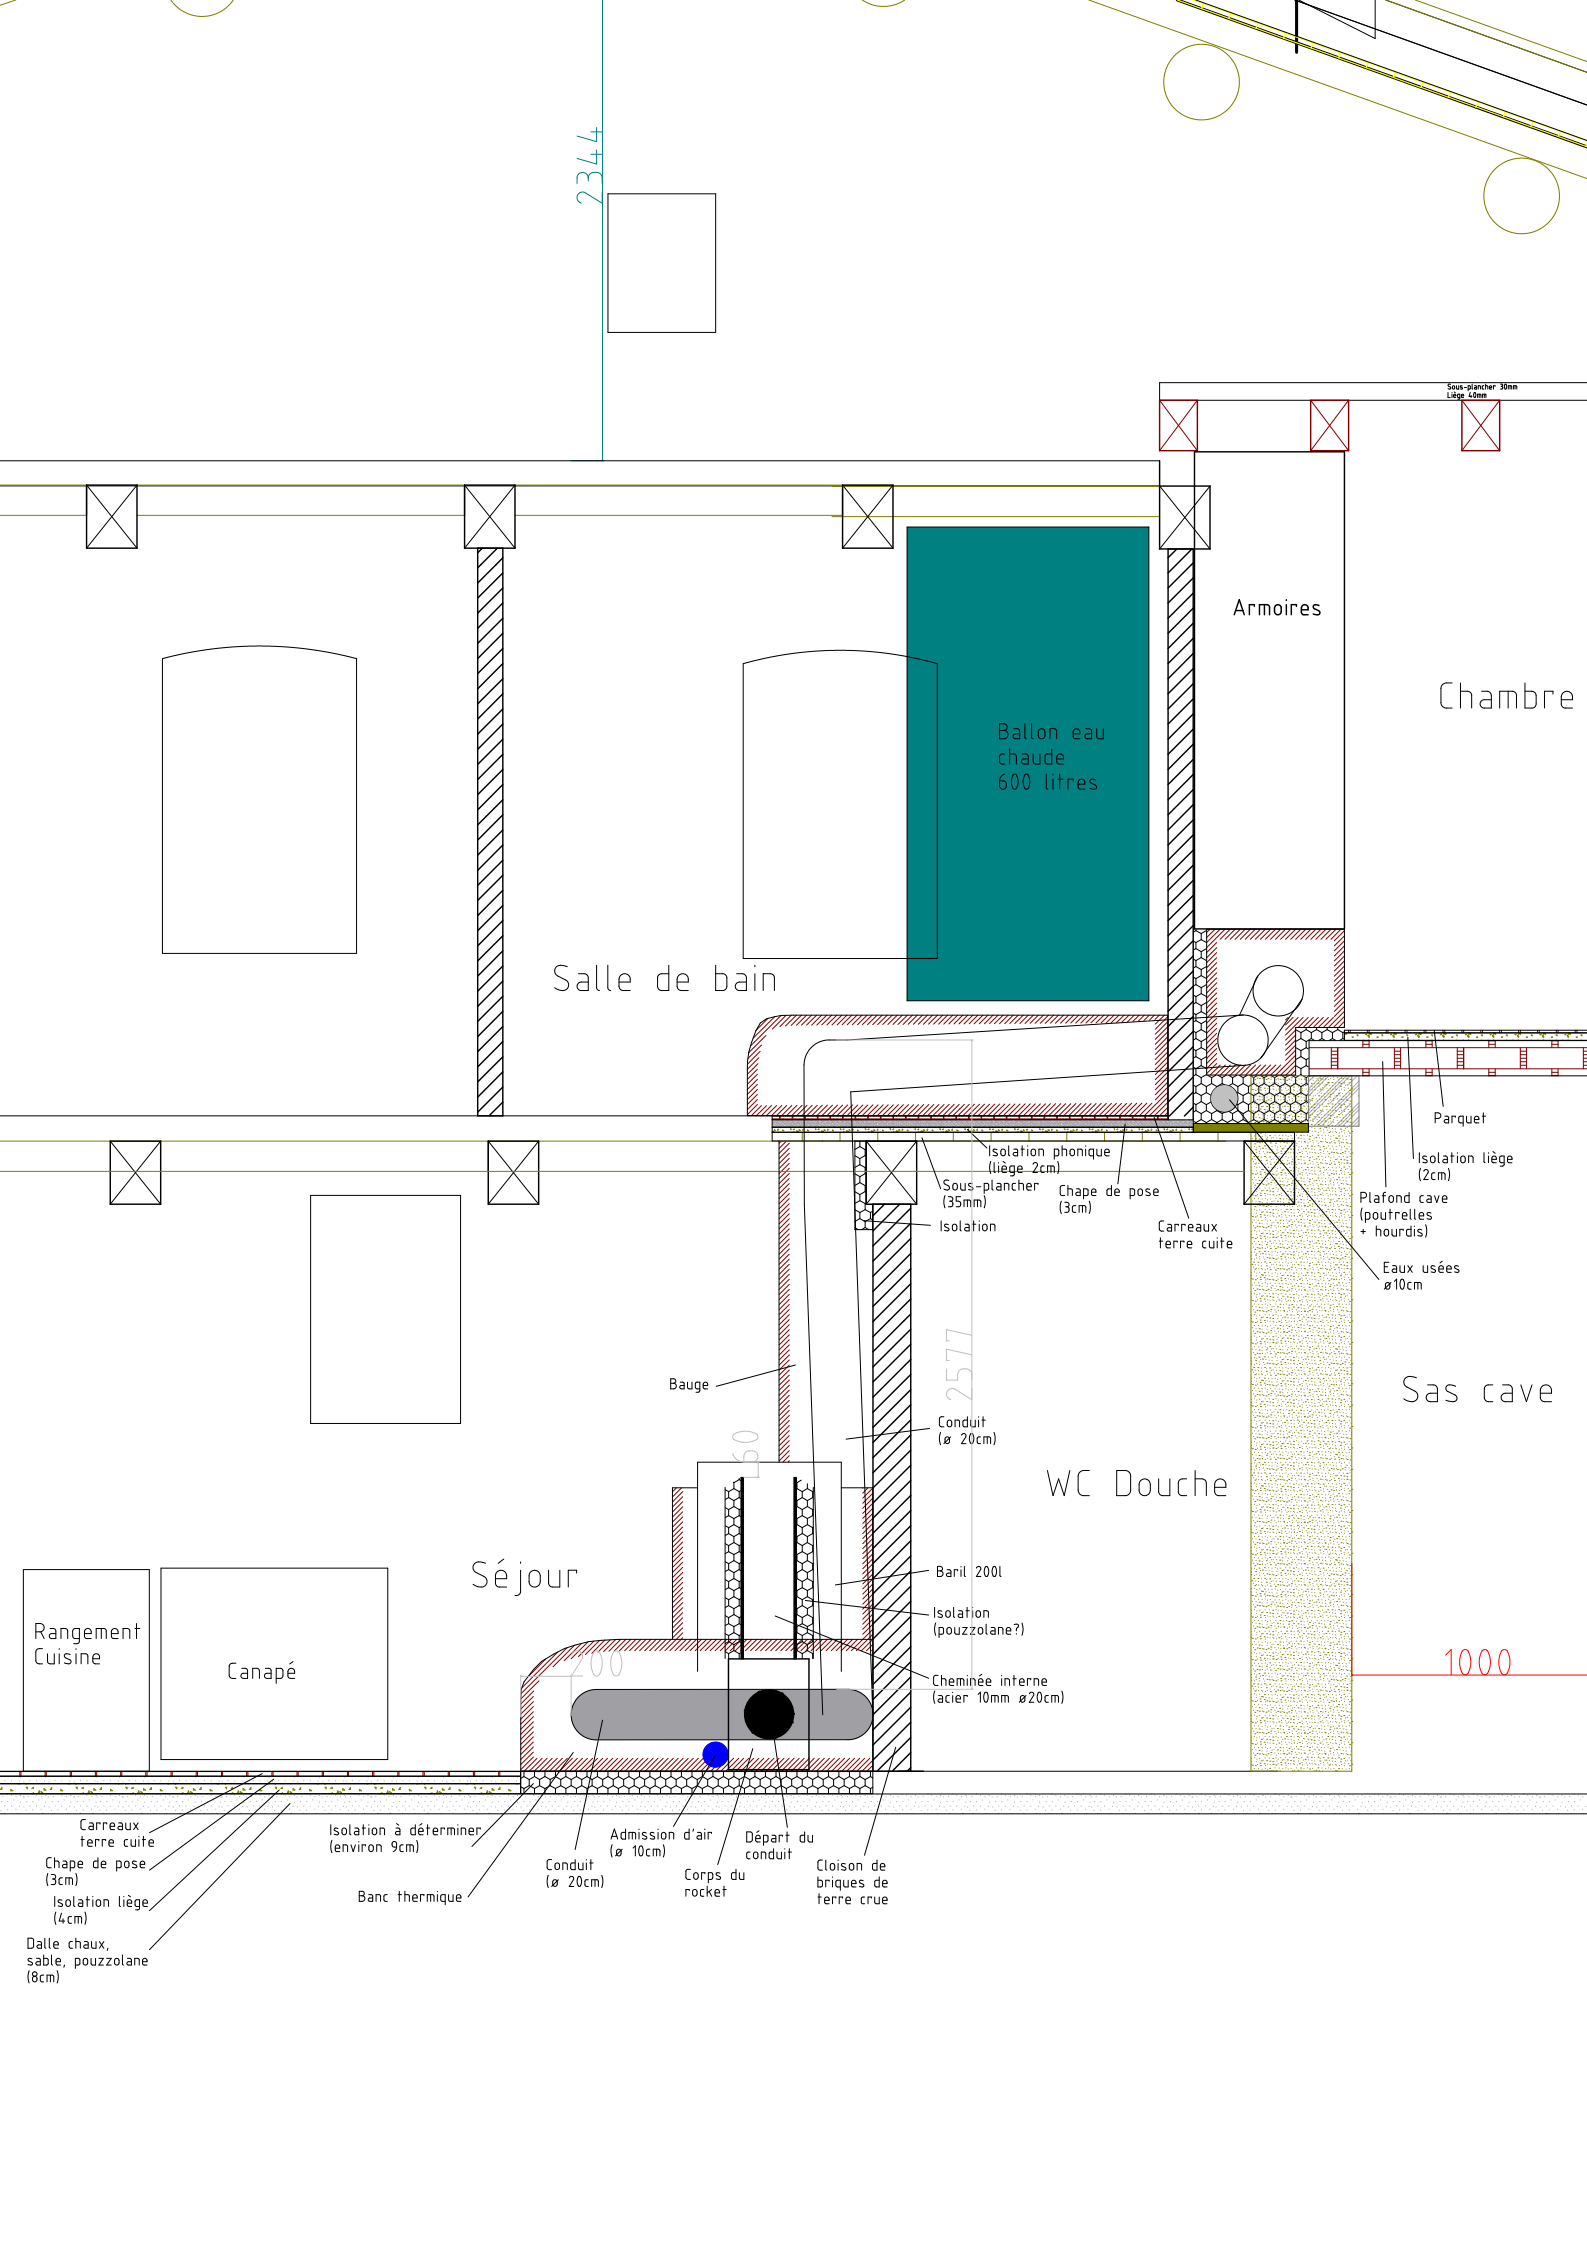 2344
Sous-plancher 30mm
Liège 40mm
Armoires
Chambre
Ballon eau
chaude
600 litres
Salle de bain
Parquet
Isolation phonique
(liège 2cm)
Isolation liège
(2cm)
Sous-plancher
(35mm)
Chape de pose
(3cm)
Plafond cave
(poutrelles
+ hourdis)
Isolation
Carreaux
terre cuite
Eaux usées
ø10cm
2577
Bauge
Sas cave
Conduit
(ø 20cm)
WC Douche
Séjour
Baril 200l
Isolation
(pouzzolane?)
Rangement
Cuisine
Canapé
1000
Cheminée interne
(acier 10mm ø20cm)
Carreaux
terre cuite
Isolation à déterminer
(environ 9cm)
Admission d'air
(ø 10cm)
Départ du
conduit
Chape de pose
(3cm)
Conduit
(ø 20cm)
Corps du
rocket
Cloison de
briques de
terre crue
Banc thermique
Isolation liège
(4cm)
Dalle chaux,
sable, pouzzolane
(8cm)